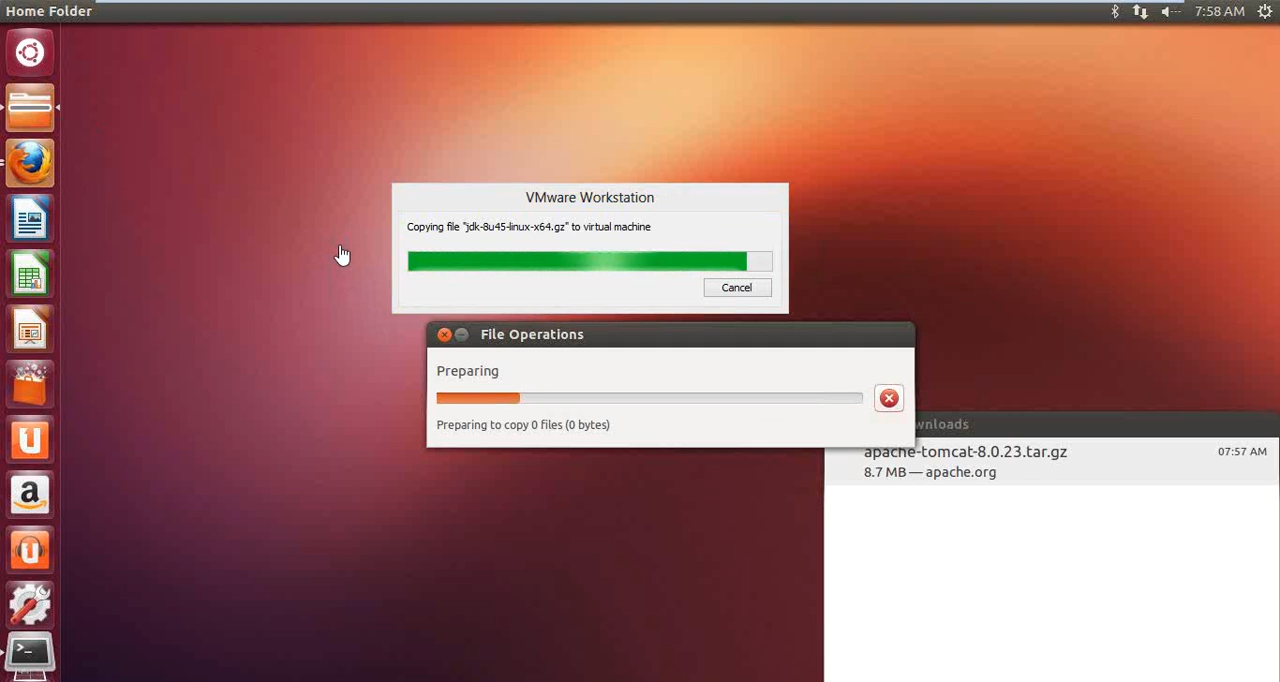 Home Folder
7:58 AM
VMware Workstation
Copying file "jdk-8u45-linux-x64.gz" to virtual machine
Cancel
File Operations
Preparing
Preparing to copy 0 files (0 bytes)
wnloads
apache-tomcat-8.0.23.tar.gz
07:57 AM
8.7 MB — apache.org